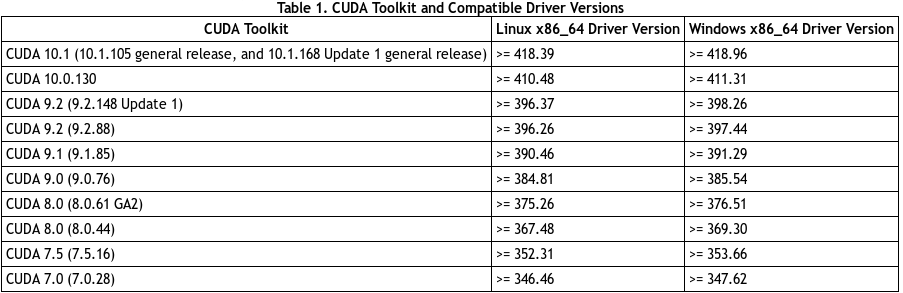 Table 1. CUDA Toolkit and Compatible Driver Versions
CUDA Toolkit Linux x86_64 Driver Version Windows x86_64 Driver Version
CUDA 10.1 (10.1.105 general release, and 10.1.168 Update 1 general release) >= 418.39 >= 418.96
CUDA 10.0.130 >= 410.48 >= 411.31
CUDA 9.2 (9.2.148 Update 1) >= 396.37 >= 398.26
CUDA 9.2 (9.2.88) >= 396.26 >= 397.44
CUDA 9.1 (9.1.85) >= 390.46 >= 391.29
CUDA 9.0 (9.0.76) >= 384.81 >= 385.54
CUDA 8.0 (8.0.61 GA2) >= 375.26 >= 376.51
CUDA 8.0 (8.0.44) >= 367.48 >= 369.30
CUDA 7.5 (7.5.16) >= 352.31 >= 353.66
CUDA 7.0 (7.0.28) >= 346.46 >= 347.62